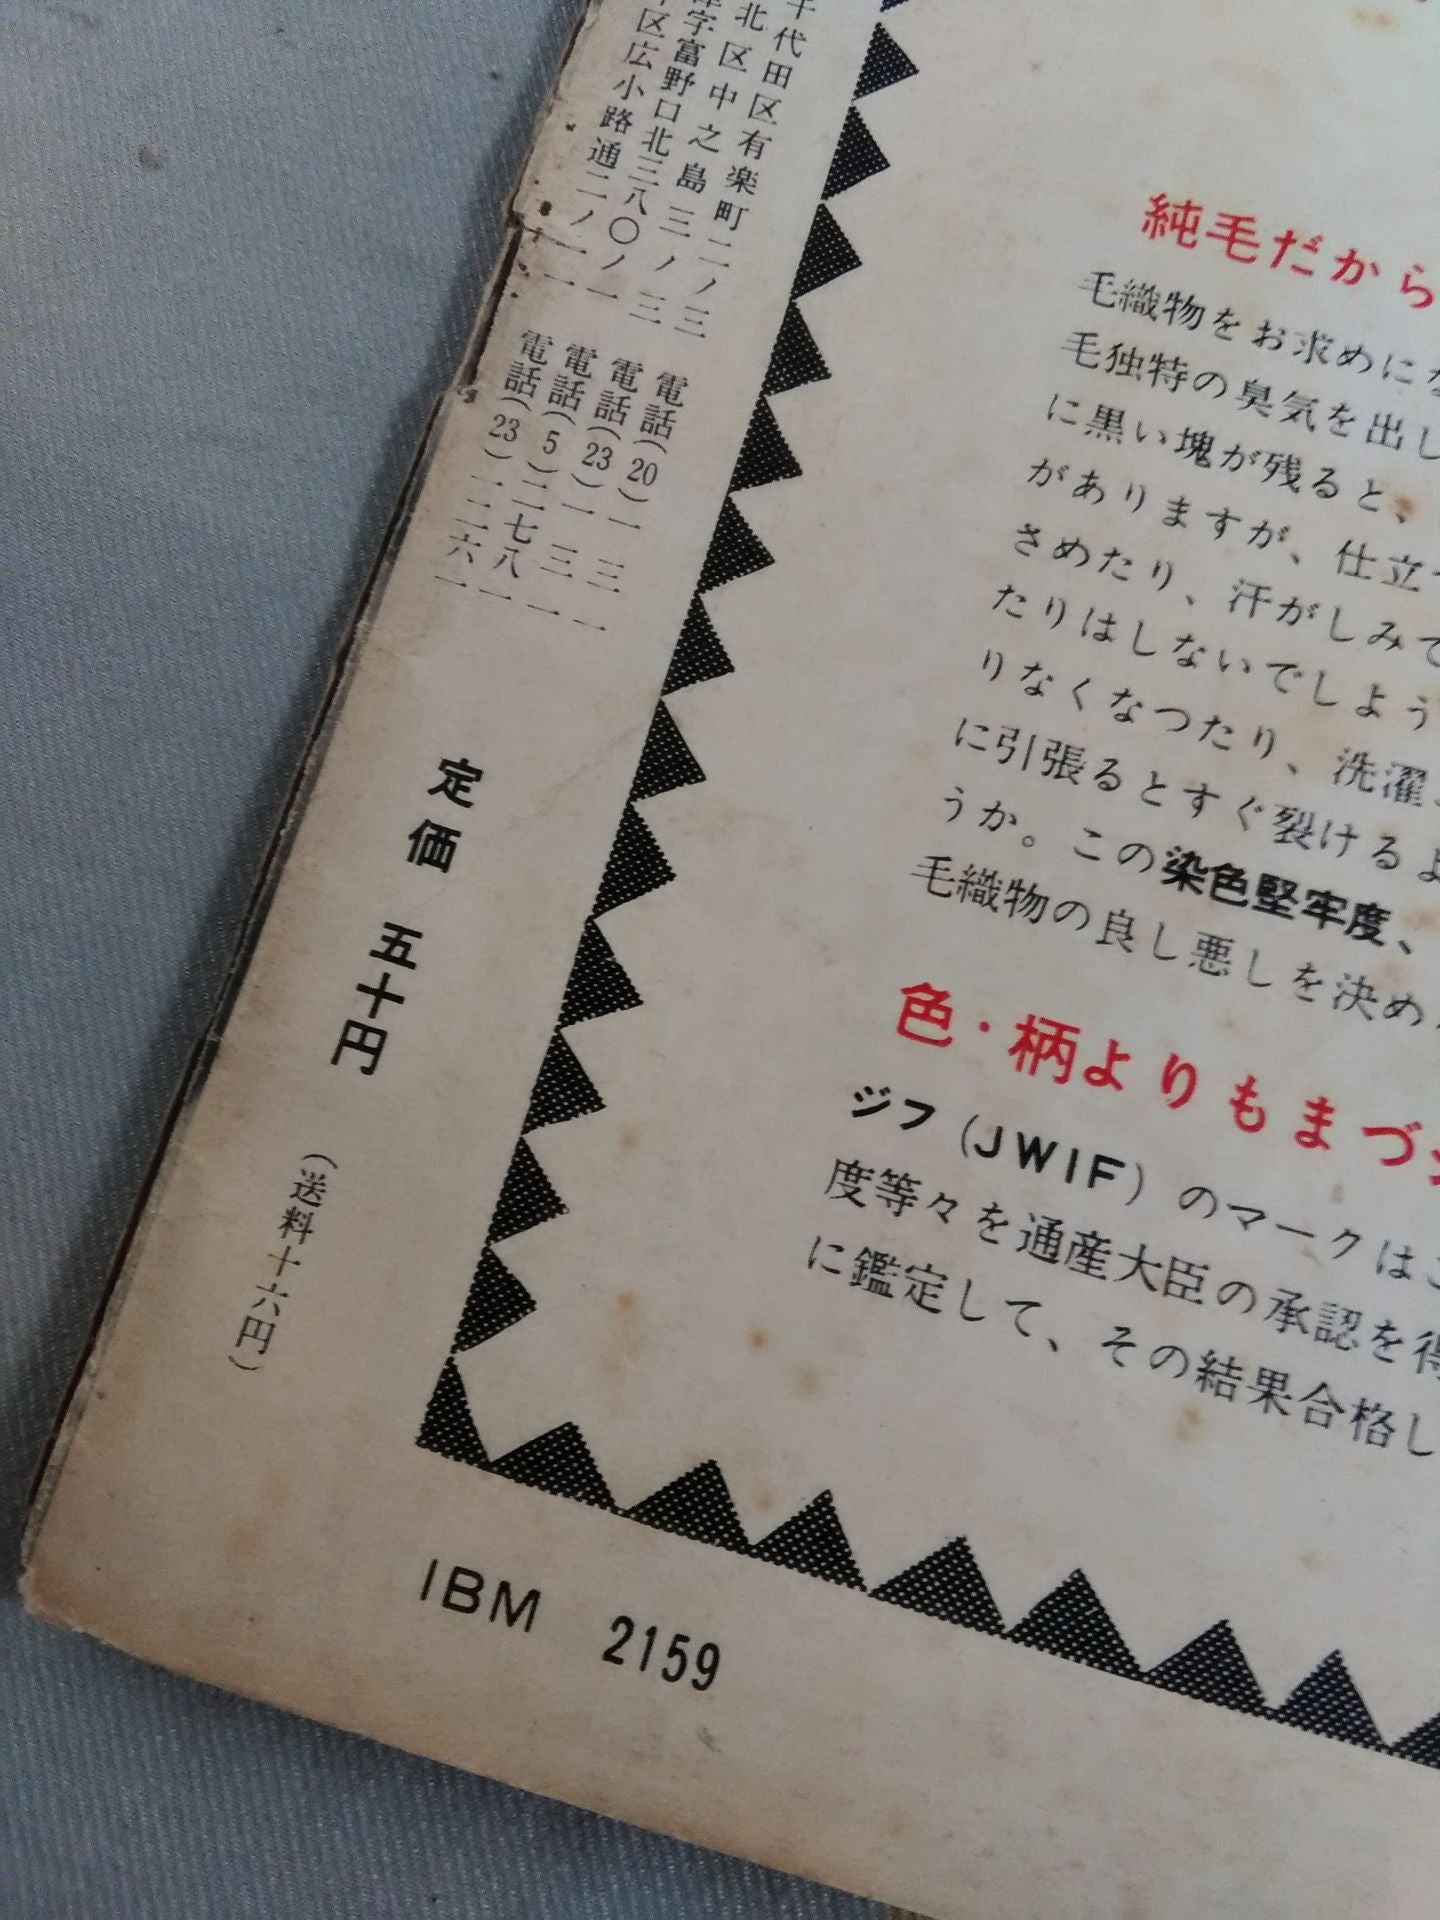 千代田区有楽町二ノ三 電話(20)一三一
北区中之島三ノ三 電話(23)一三一
字富野口北三八〇ノ一 電話(5)二七八一
区広小路通二ノ二一 電話(23)一二六一
定価 五十円 (送料十六円)
純毛だから
毛織物をお求めにな
毛独特の臭気を出し
に黒い塊が残ると、
がありますが、仕立
さめたり、汗がしみて
たりはしないでしよう
りなくなつたり、洗濯
に引張るとすぐ裂けるよ
うか。この染色堅牢度、
毛織物の良し悪しを決め
色・柄よりもまづ
ジフ(JWIF)のマークはこ
度等々を通産大臣の承認を得
に鑑定して、その結果合格し
IBM 2159